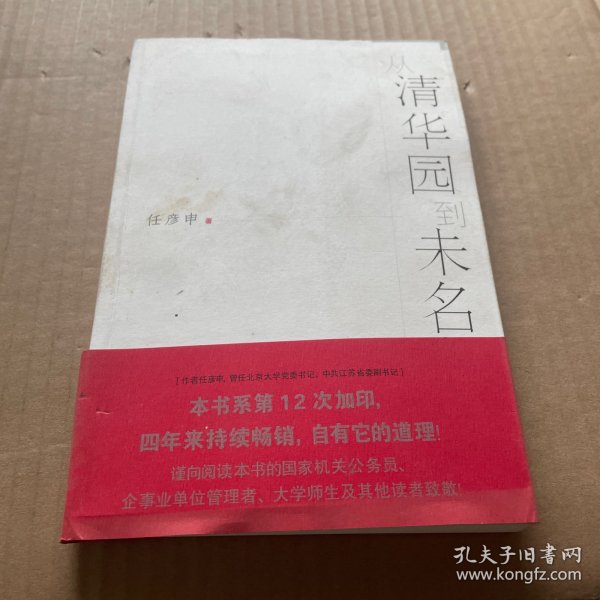 从清华园到未名
任彦申 著
[作者任彦申, 曾任北京大学党委书记, 中共江苏省委副书记]
本书系第12次加印,
四年来持续畅销, 自有它的道理!
谨向阅读本书的国家机关公务员、
企事业单位管理者、大学师生及其他读者致敬!
孔夫子旧书网
www.kongfz.com